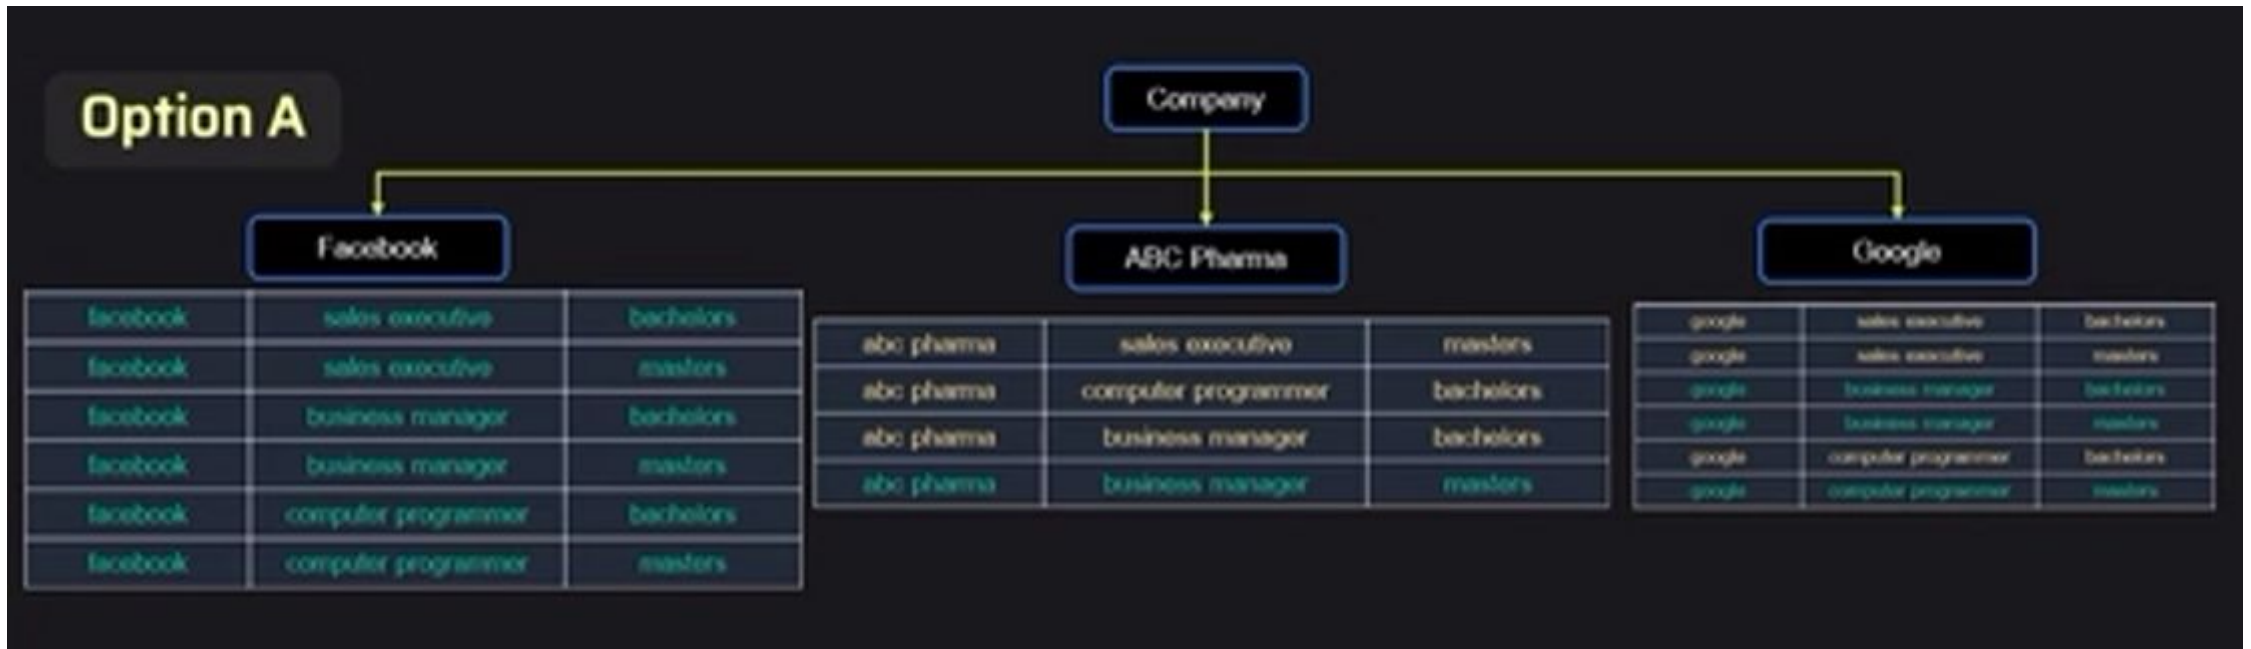 Option A
Company
Facebook
ABC Pharma
Google
facebook sales executive bachelors
facebook sales executive masters
facebook business manager bachelors
facebook business manager masters
facebook computer programmer bachelors
facebook computer programmer masters
abc pharma sales executive masters
abc pharma computer programmer bachelors
abc pharma business manager bachelors
abc pharma business manager masters
google sales executive bachelors
google sales executive masters
google business manager bachelors
google business manager masters
google computer programmer bachelors
google computer programmer masters